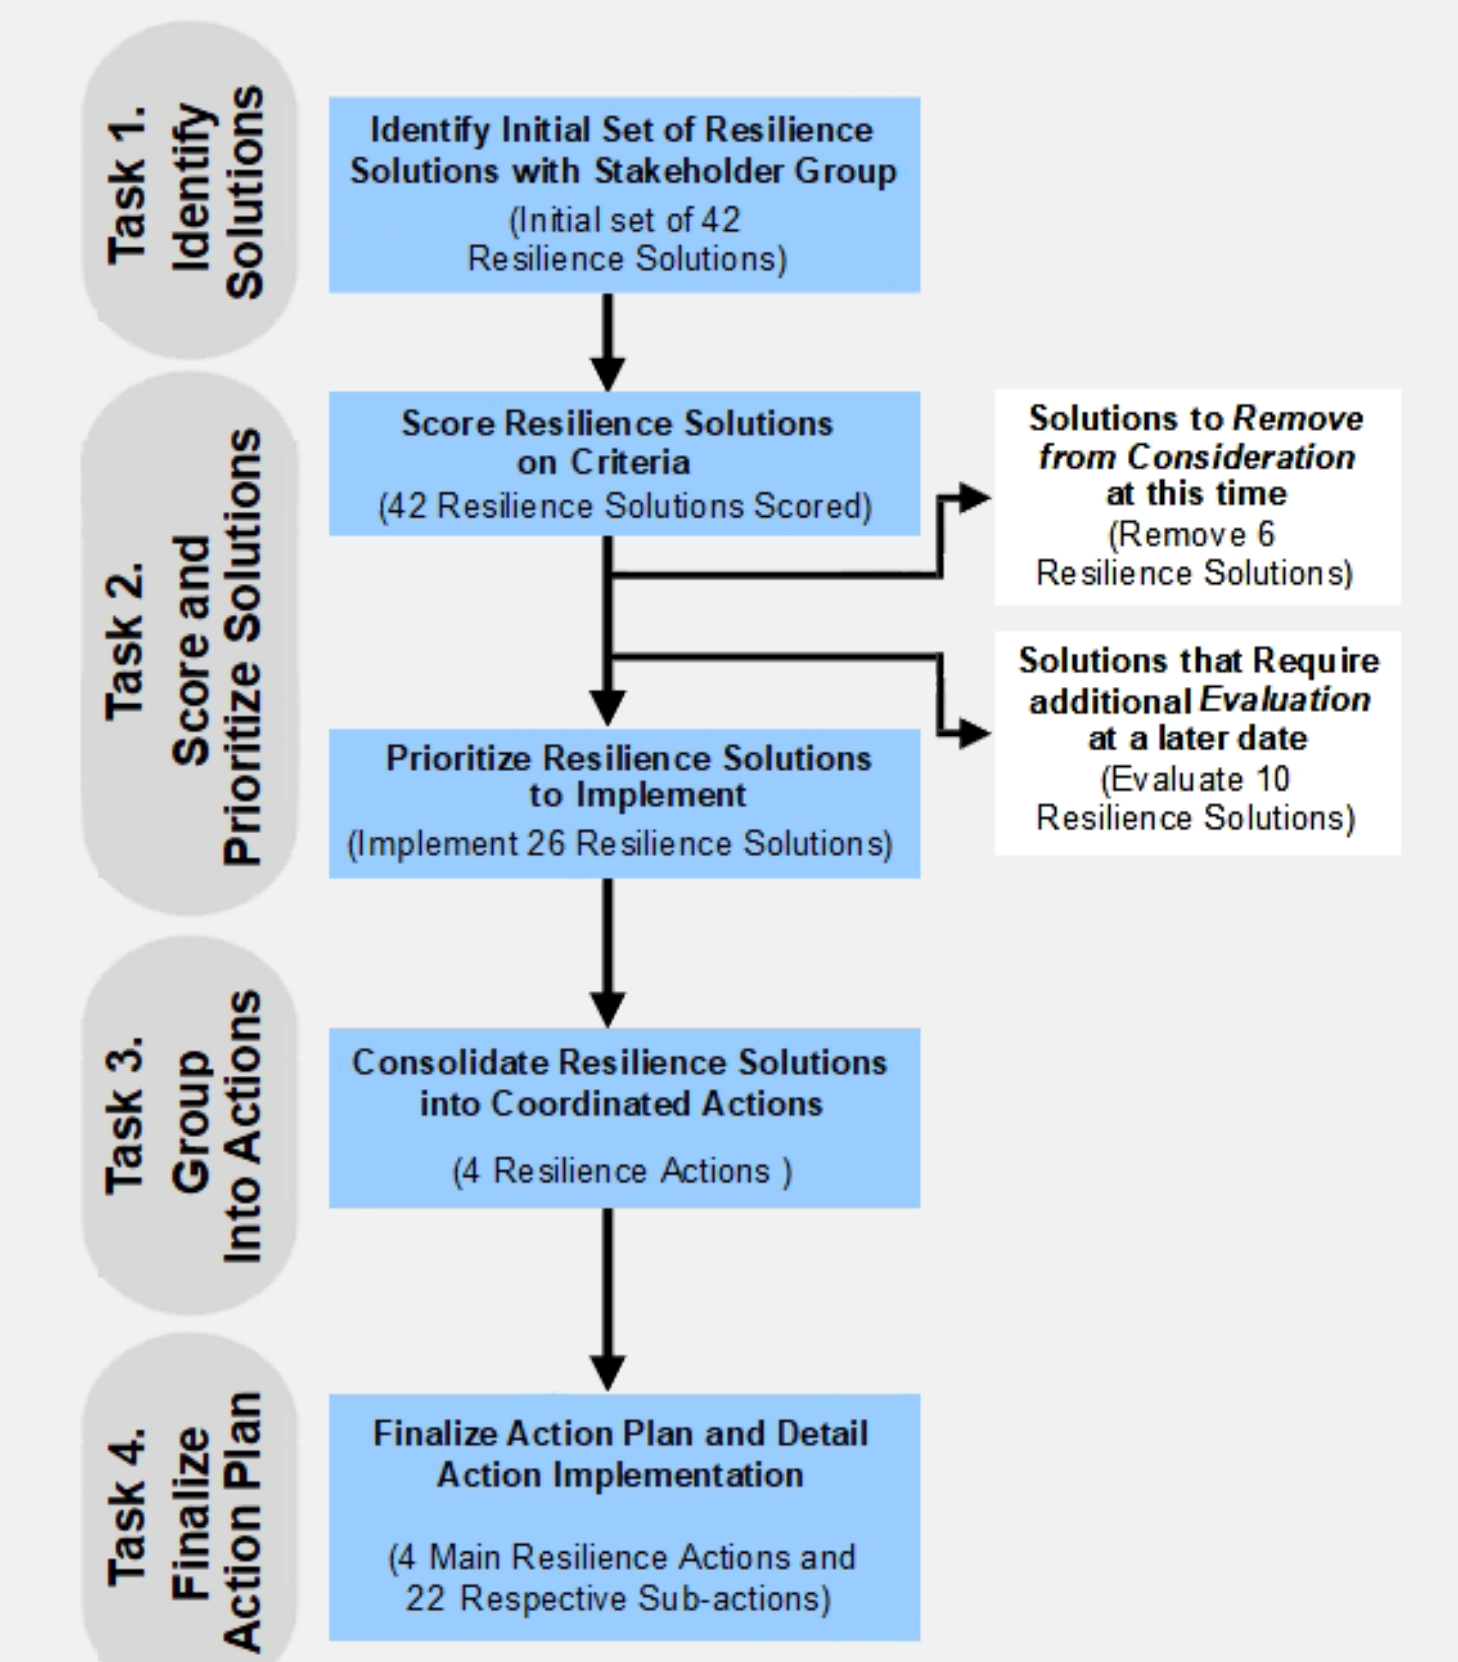 Task 1.
Identify
Solutions
Identify Initial Set of Resilience
Solutions with Stakeholder Group
(Initial set of 42
Resilience Solutions)
Task 2.
Score and
Prioritize Solutions
Score Resilience Solutions
on Criteria
(42 Resilience Solutions Scored)
Solutions to Remove
from Consideration
at this time
(Remove 6
Resilience Solutions)
Solutions that Require
additional Evaluation
at a later date
(Evaluate 10
Resilience Solutions)
Prioritize Resilience Solutions
to Implement
(Implement 26 Resilience Solutions)
Task 3.
Group
Into Actions
Consolidate Resilience Solutions
into Coordinated Actions
(4 Resilience Actions )
Task 4.
Finalize
Action Plan
Finalize Action Plan and Detail
Action Implementation
(4 Main Resilience Actions and
22 Respective Sub-actions)